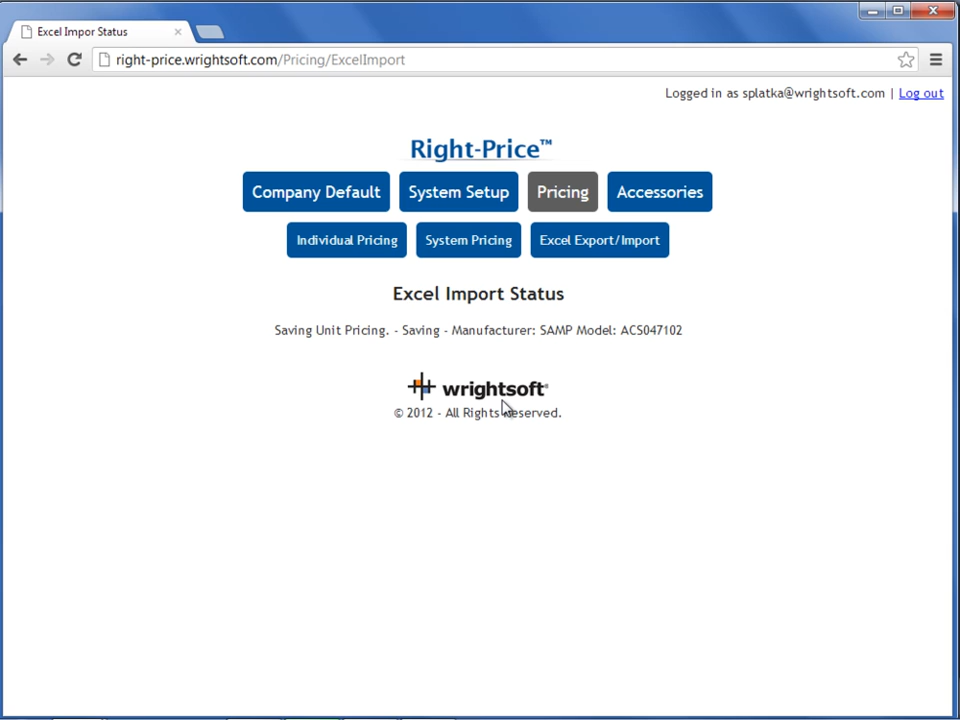 Excel Impor Status
right-price.wrightsoft.com/Pricing/ExcelImport
Logged in as splatka@wrightsoft.com | Log out
Right-Price™
Company Default System Setup Pricing Accessories
Individual Pricing System Pricing Excel Export/Import
Excel Import Status
Saving Unit Pricing. - Saving - Manufacturer: SAMP Model: ACS047102
wrightsoft®
© 2012 - All Rights Reserved.